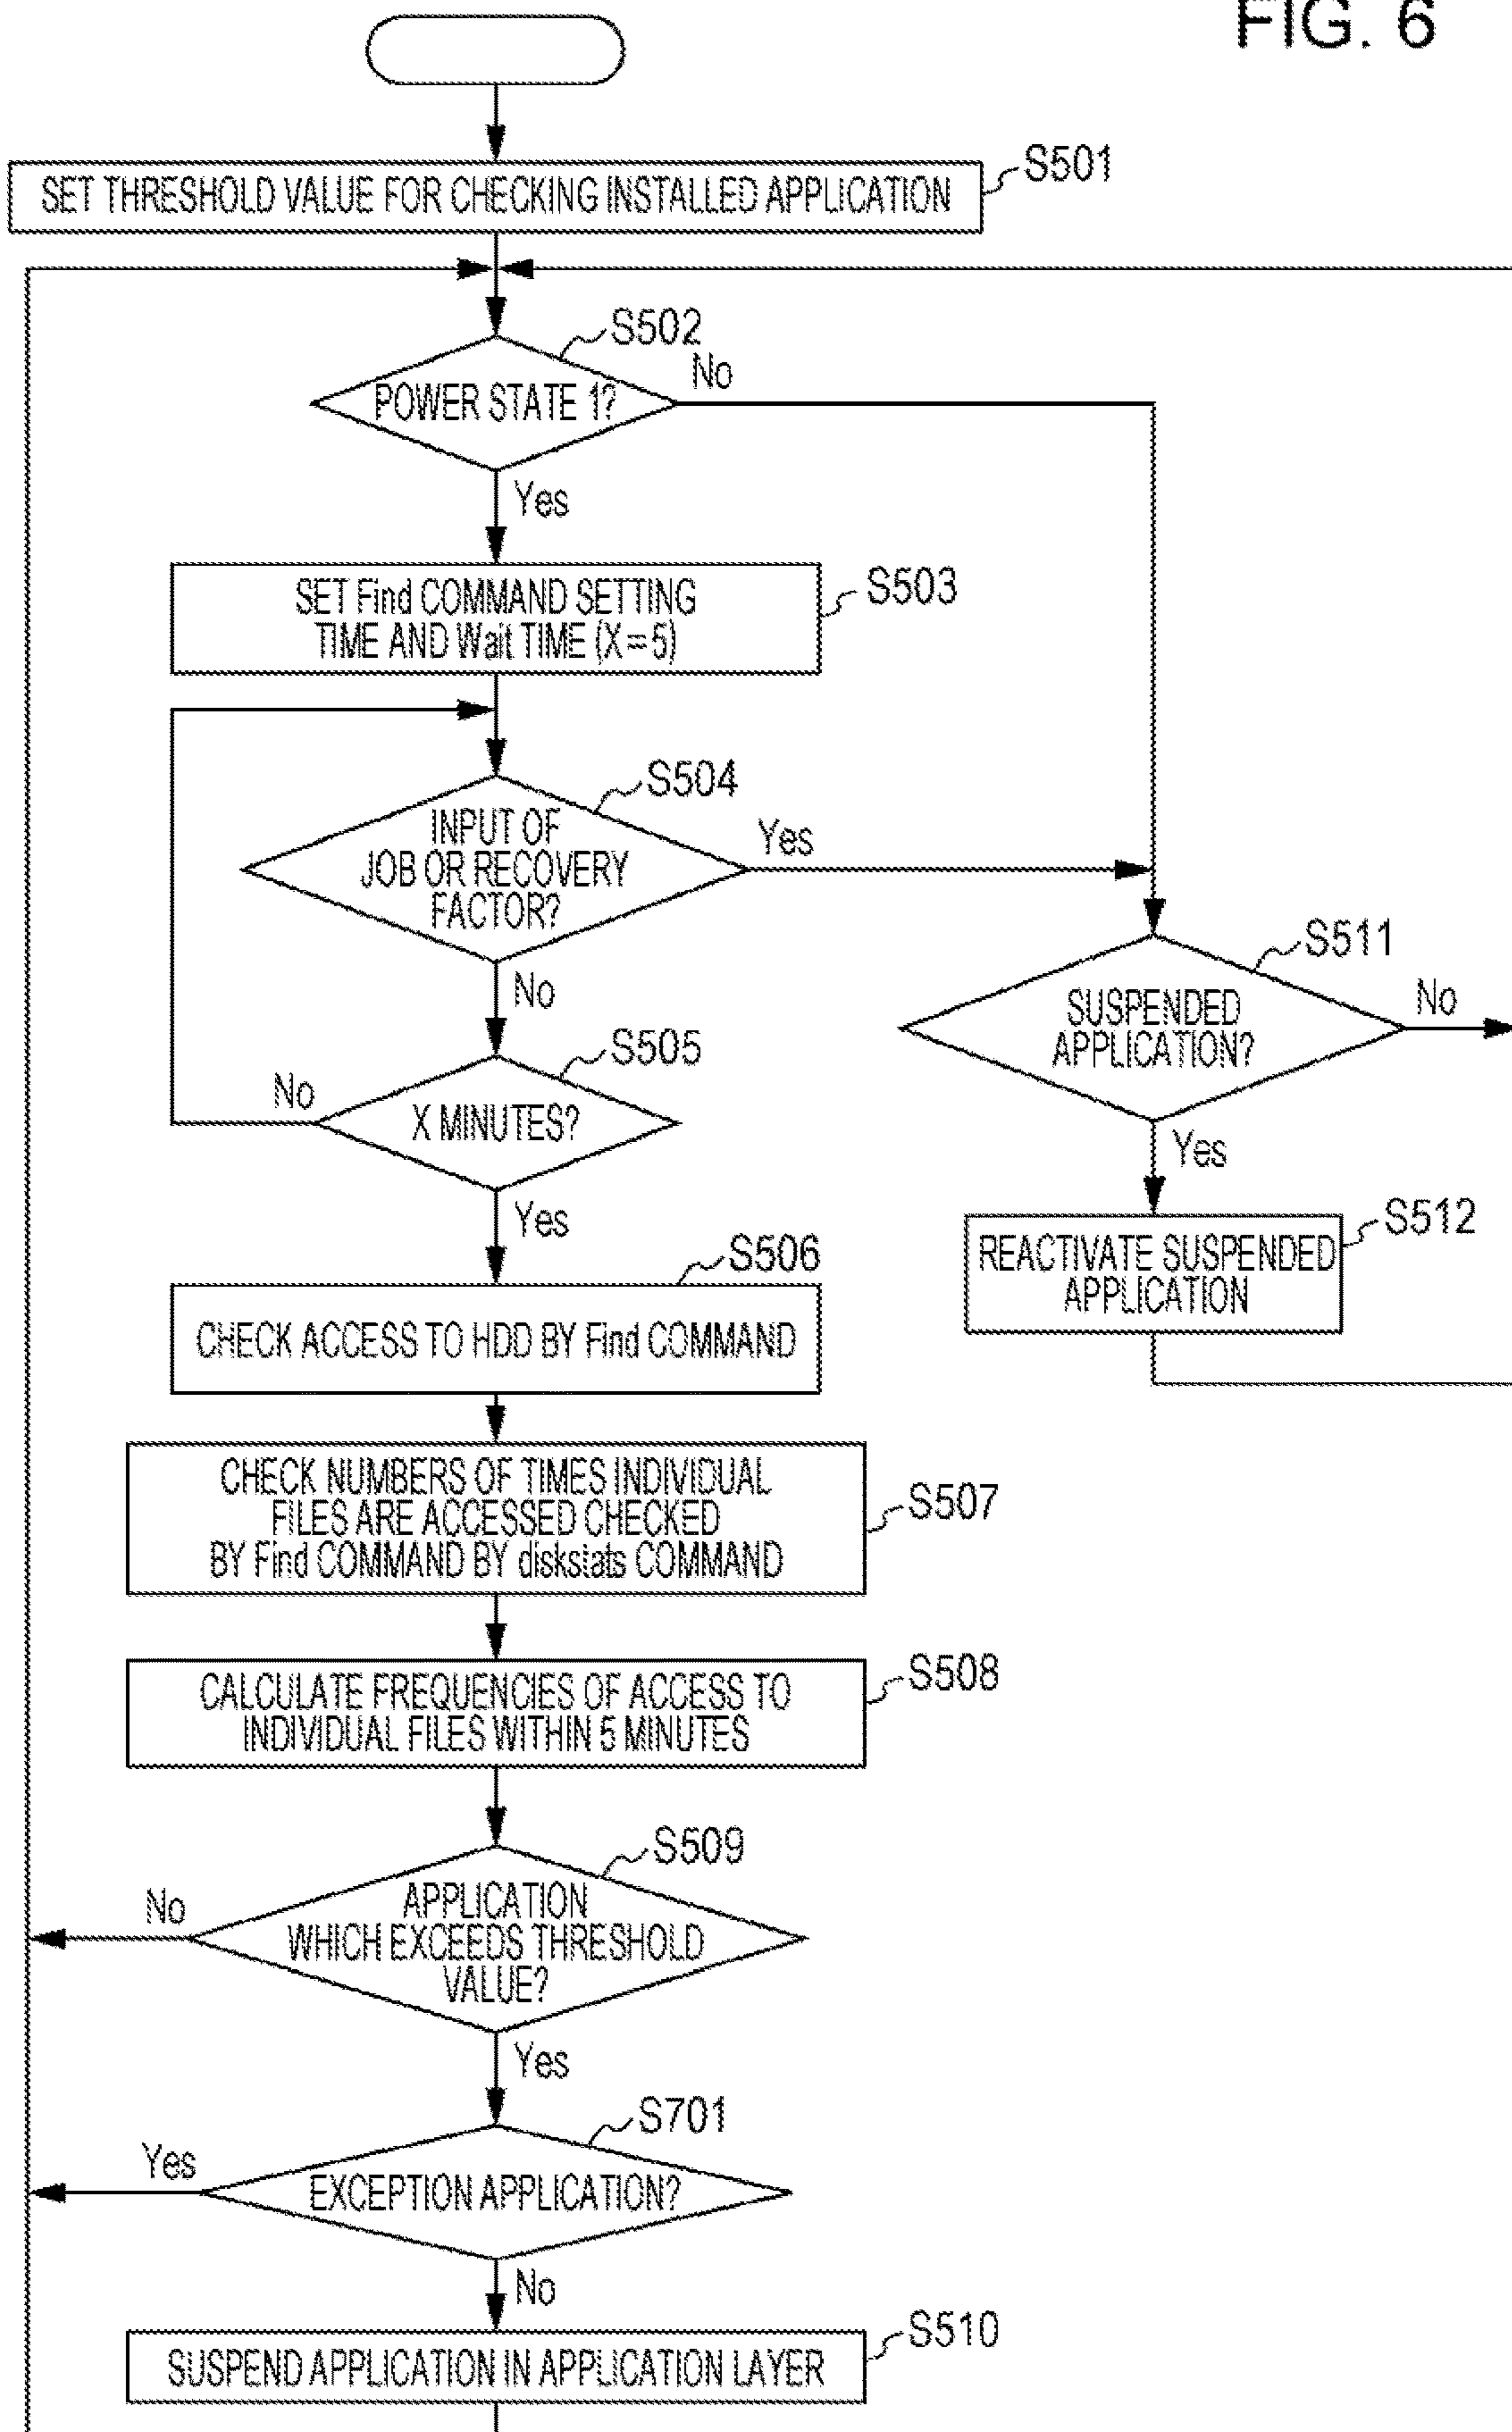 FIG. 6
S501
SET THRESHOLD VALUE FOR CHECKING INSTALLED APPLICATION
S502
POWER STATE 1?
No
Yes
S503
SET Find COMMAND SETTING
TIME AND Wait TIME (X=5)
S504
INPUT OF
JOB OR RECOVERY
FACTOR?
Yes
No
S511
SUSPENDED
APPLICATION?
No
Yes
S505
X MINUTES?
No
Yes
S512
REACTIVATE SUSPENDED
APPLICATION
S506
CHECK ACCESS TO HDD BY Find COMMAND
S507
CHECK NUMBERS OF TIMES INDIVIDUAL
FILES ARE ACCESSED CHECKED
BY Find COMMAND BY diskstats COMMAND
S508
CALCULATE FREQUENCIES OF ACCESS TO
INDIVIDUAL FILES WITHIN 5 MINUTES
S509
APPLICATION
WHICH EXCEEDS THRESHOLD
VALUE?
No
Yes
S701
EXCEPTION APPLICATION?
Yes
No
S510
SUSPEND APPLICATION IN APPLICATION LAYER